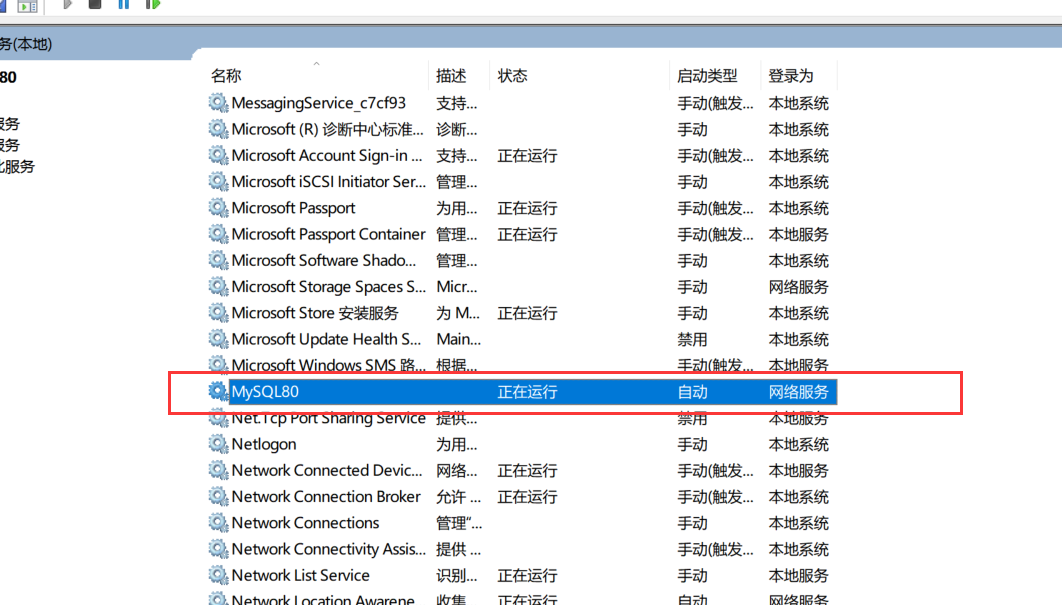 务(本地)
80
服务
服务
化服务
名称 描述 状态 启动类型 登录为
MessagingService_c7cf93 支持... 手动(触发... 本地系统
Microsoft (R) 诊断中心标准... 诊断... 手动 本地系统
Microsoft Account Sign-in ... 支持... 正在运行 手动(触发... 本地系统
Microsoft iSCSI Initiator Ser... 管理... 手动 本地系统
Microsoft Passport 为用... 正在运行 手动(触发... 本地系统
Microsoft Passport Container 管理... 正在运行 手动(触发... 本地服务
Microsoft Software Shado... 管理... 手动 本地系统
Microsoft Storage Spaces S... Micr... 手动 网络服务
Microsoft Store 安装服务 为 M... 正在运行 手动 本地系统
Microsoft Update Health S... Main... 禁用 本地系统
Microsoft Windows SMS 路... 根据... 手动(触发... 本地服务
MySQL80 正在运行 自动 网络服务
Net.Tcp Port Sharing Service 提供... 禁用 本地服务
Netlogon 为用... 手动 本地系统
Network Connected Devic... 网络... 正在运行 手动(触发... 本地服务
Network Connection Broker 允许 ... 正在运行 手动(触发... 本地系统
Network Connections 管理“... 手动 本地系统
Network Connectivity Assis... 提供 ... 手动(触发... 本地系统
Network List Service 识别... 正在运行 手动 本地服务
Network Location Awarene... 收集... 正在运行 自动 网络服务